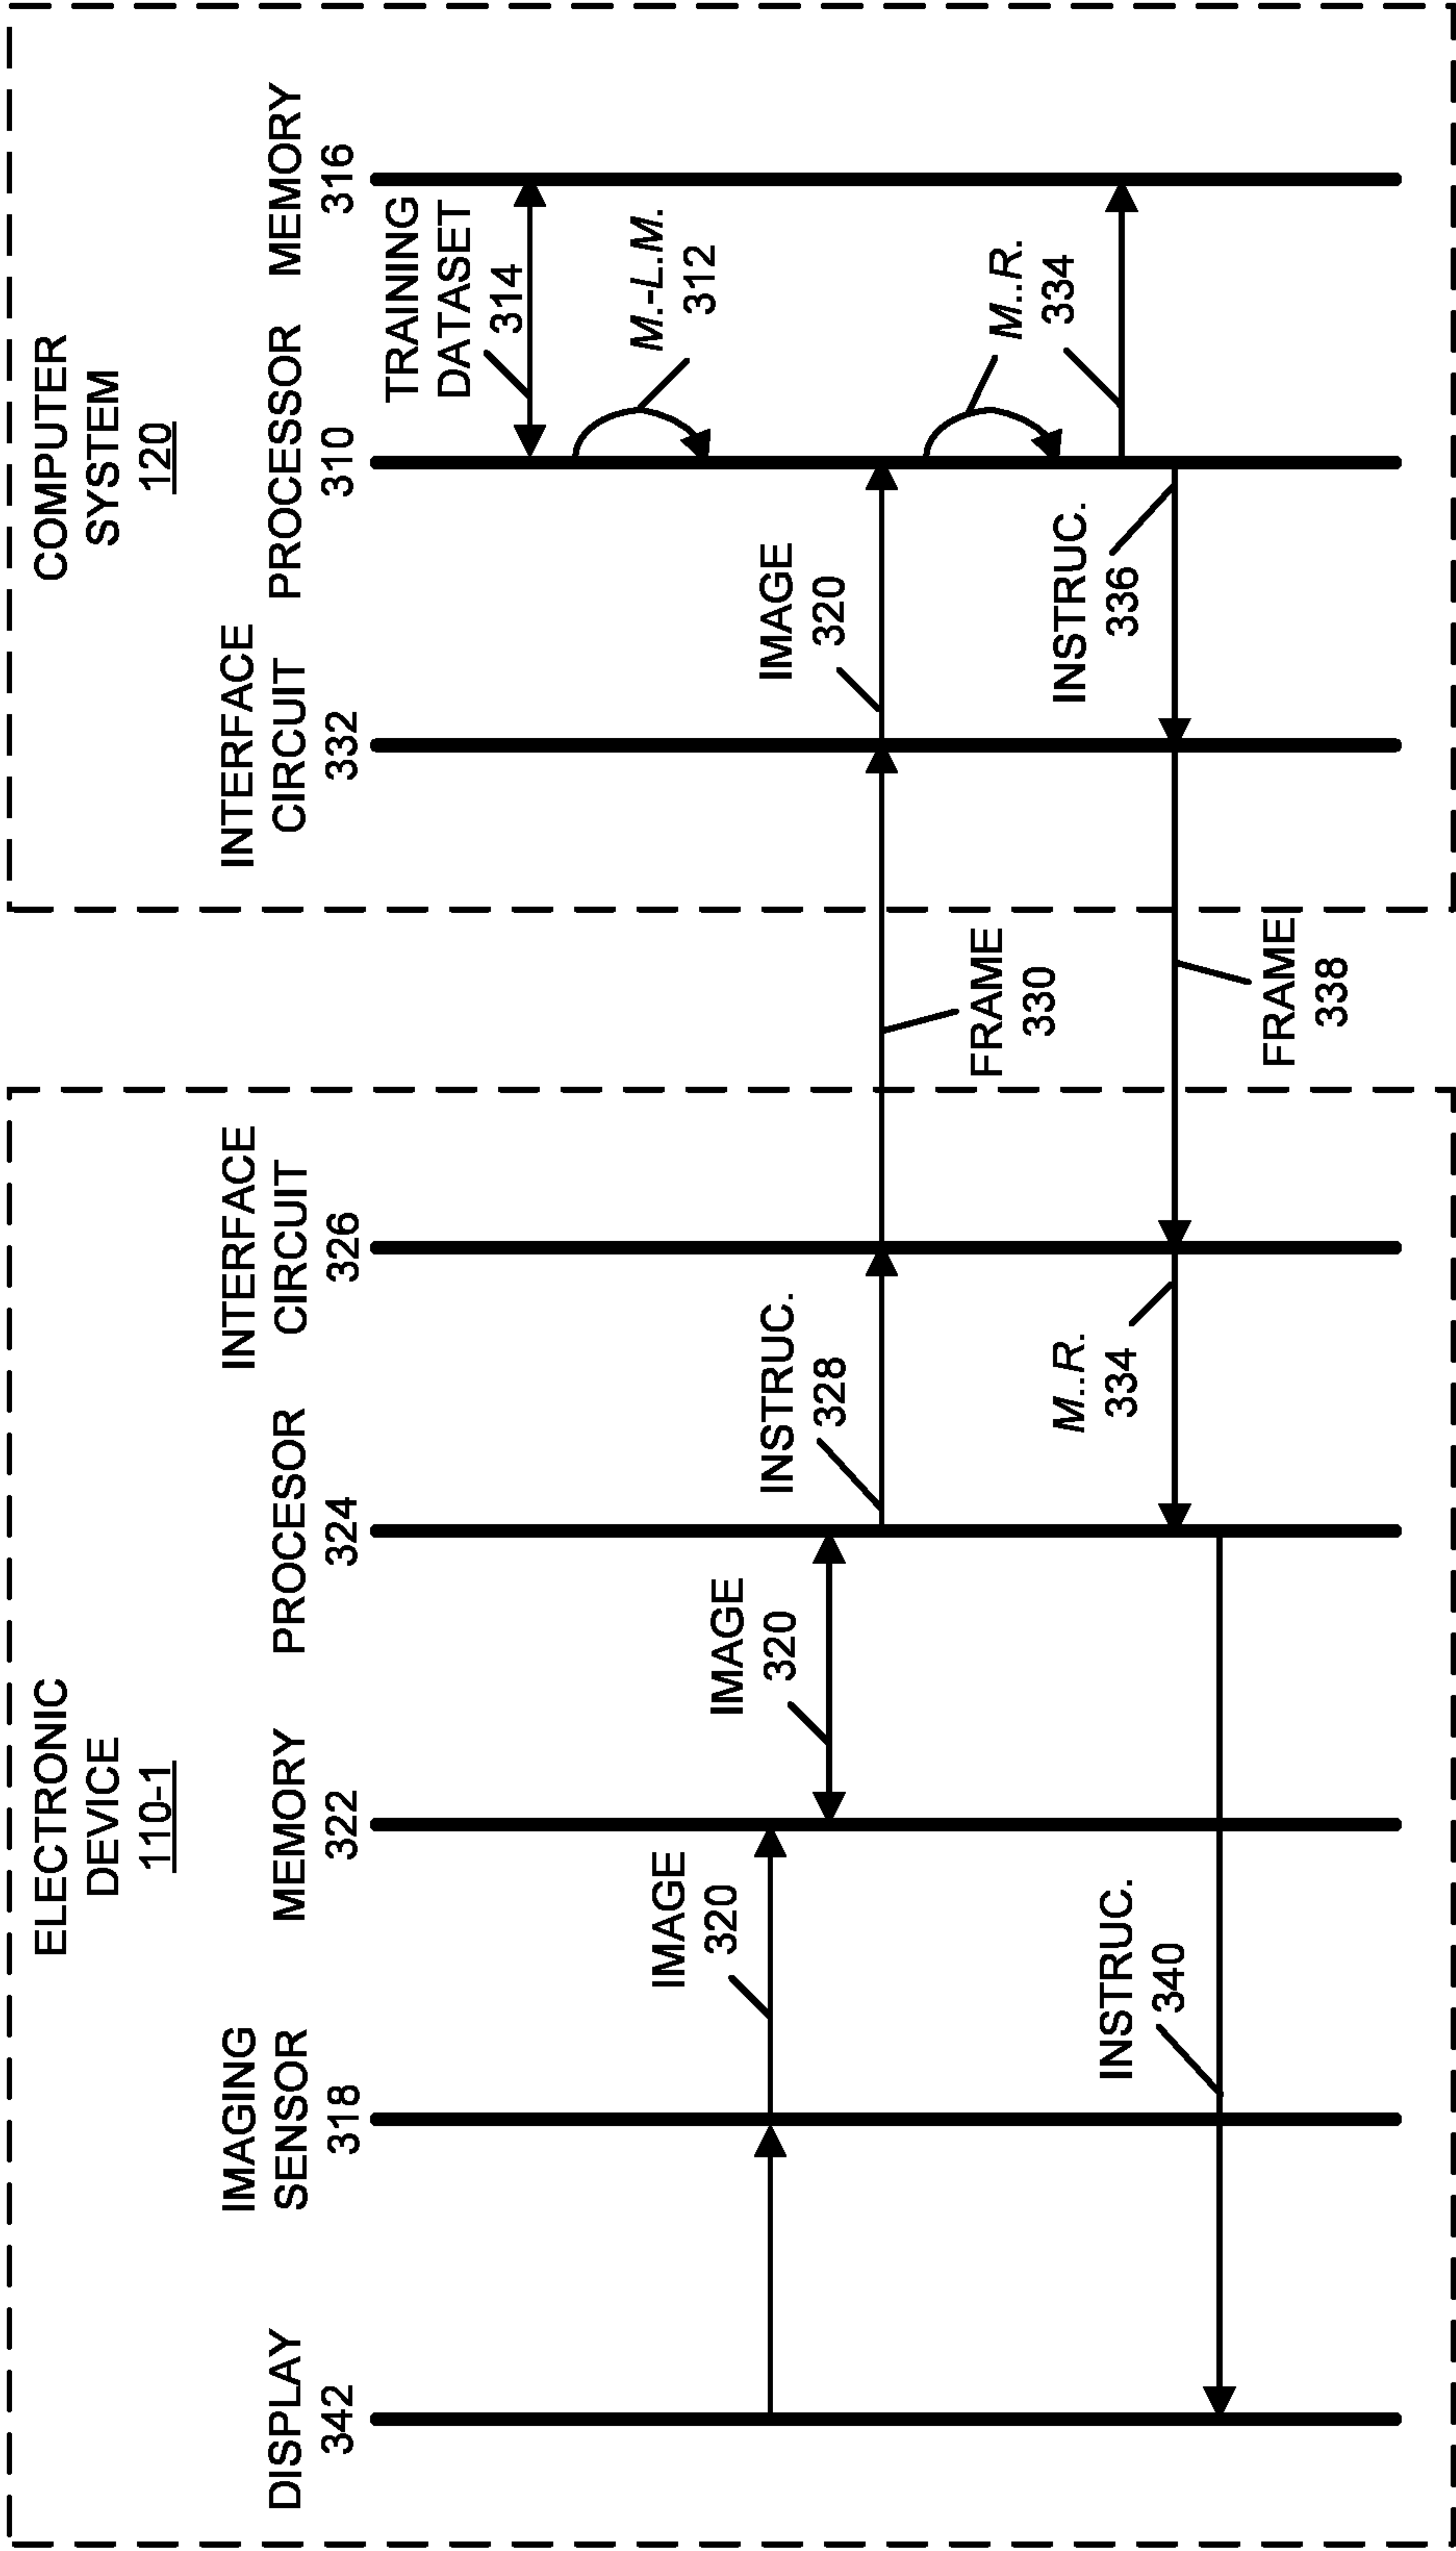 ELECTRONIC
DEVICE
110-1
COMPUTER
SYSTEM
120
DISPLAY
342
IMAGING
SENSOR
318
MEMORY
322
PROCESOR
324
INTERFACE
CIRCUIT
326
INTERFACE
CIRCUIT
332
PROCESSOR
310
MEMORY
316
TRAINING
DATASET
314
M.-L.M.
312
IMAGE
320
IMAGE
320
INSTRUC.
328
FRAME
330
IMAGE
320
M..R.
334
INSTRUC.
336
FRAME
338
M..R.
334
INSTRUC.
340